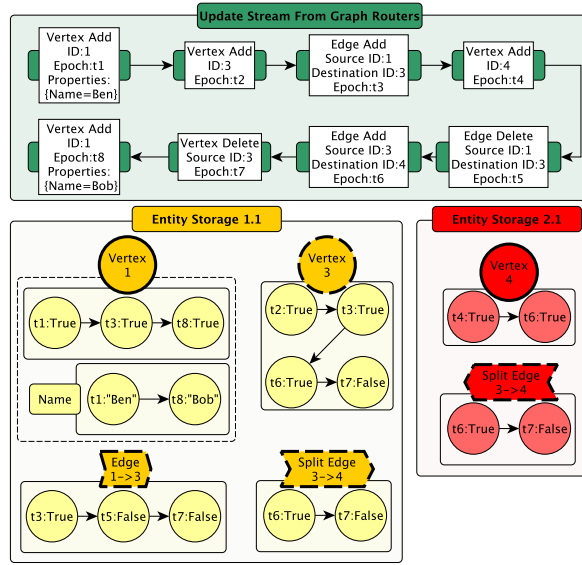 Update Stream From Graph Routers
Vertex Add
ID:1
Epoch:t1
Properties:
{Name=Ben}
Vertex Add
ID:3
Epoch:t2
Edge Add
Source ID:1
Destination ID:3
Epoch:t3
Vertex Add
ID:4
Epoch:t4
Vertex Add
ID:1
Epoch:t8
Properties:
{Name=Bob}
Vertex Delete
Source ID:3
Epoch:t7
Edge Add
Source ID:3
Destination ID:4
Epoch:t6
Edge Delete
Source ID:1
Destination ID:3
Epoch:t5
Entity Storage 1.1
Vertex
1
t1:True
t3:True
t8:True
Name
t1:"Ben"
t8:"Bob"
Vertex
3
t2:True
t3:True
t6:True
t7:False
Edge
1->3
t3:True
t5:False
t7:False
Split Edge
3->4
t6:True
t7:False
Entity Storage 2.1
Vertex
4
t4:True
t6:True
Split Edge
3->4
t6:True
t7:False